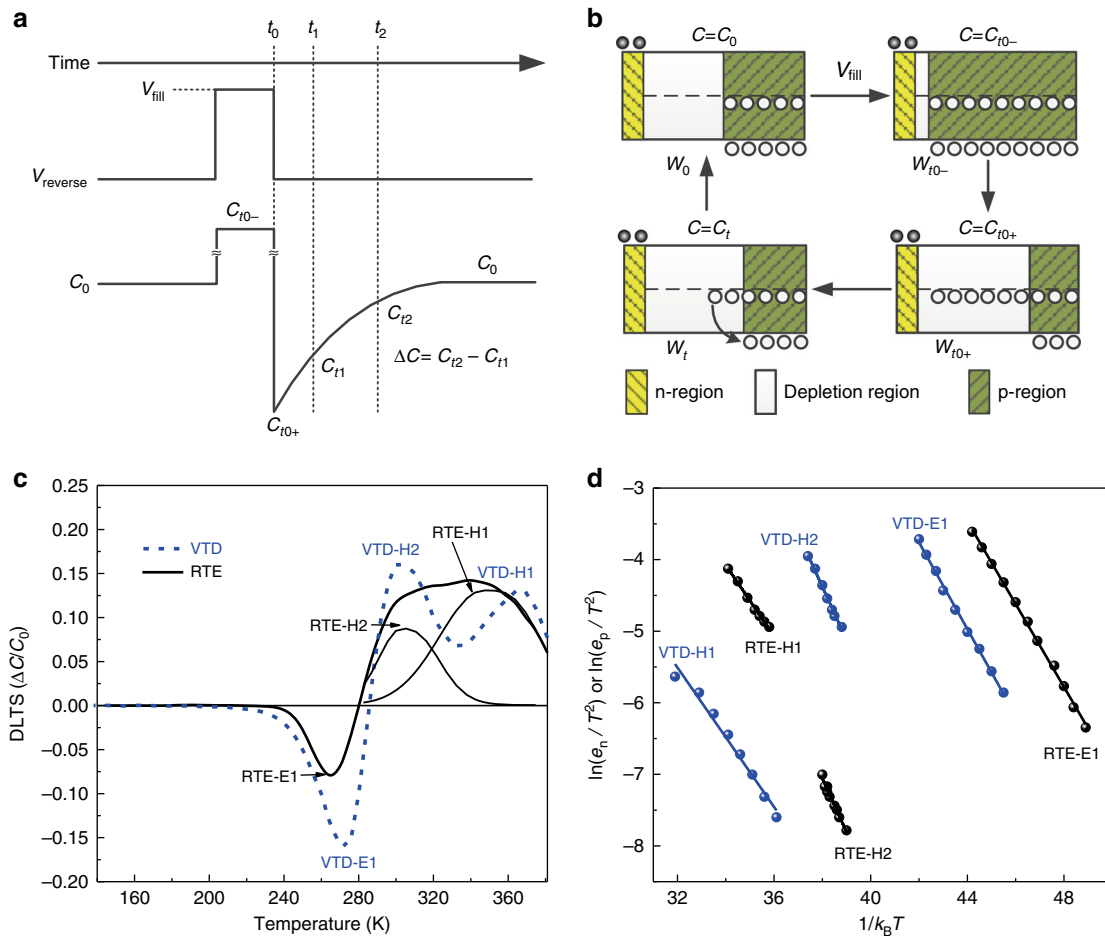 a
t0 t1 t2
Time
Vfill
Vreverse
Ct0–
C0
C0
Ct2
Ct1
ΔC= Ct2 – Ct1
Ct0+
b
C=C0
C=Ct0–
Vfill
W0
Wt0–
C=Ct
C=Ct0+
Wt
Wt0+
n-region
Depletion region
p-region
c
DLTS (ΔC/C0)
0.25
0.20
0.15
0.10
0.05
0.00
–0.05
–0.10
–0.15
–0.20
VTD
RTE
VTD-H2
RTE-H1
VTD-H1
RTE-H2
RTE-E1
VTD-E1
160 200 240 280 320 360
Temperature (K)
d
ln(en / T2) or ln(ep / T2)
–3
–4
–5
–6
–7
–8
VTD-E1
VTD-H2
RTE-H1
VTD-H1
RTE-E1
RTE-H2
32 36 40 44 48
1/kBT